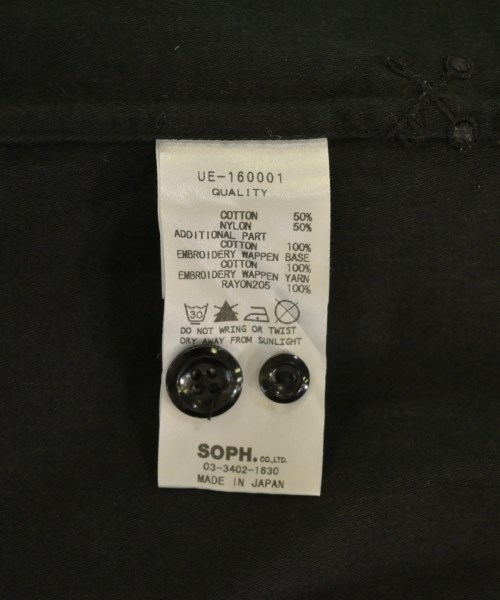 UE-160001
QUALITY
COTTON 50%
NYLON 50%
ADDITIONAL PART
COTTON 100%
EMBROIDERY WAPPEN BASE
COTTON 100%
EMBROIDERY WAPPEN YARN
RAYON205 100%
30
DO NOT WRING OR TWIST
DRY AWAY FROM SUNLIGHT
SOPH. CO.,LTD.
03-3402-1630
MADE IN JAPAN